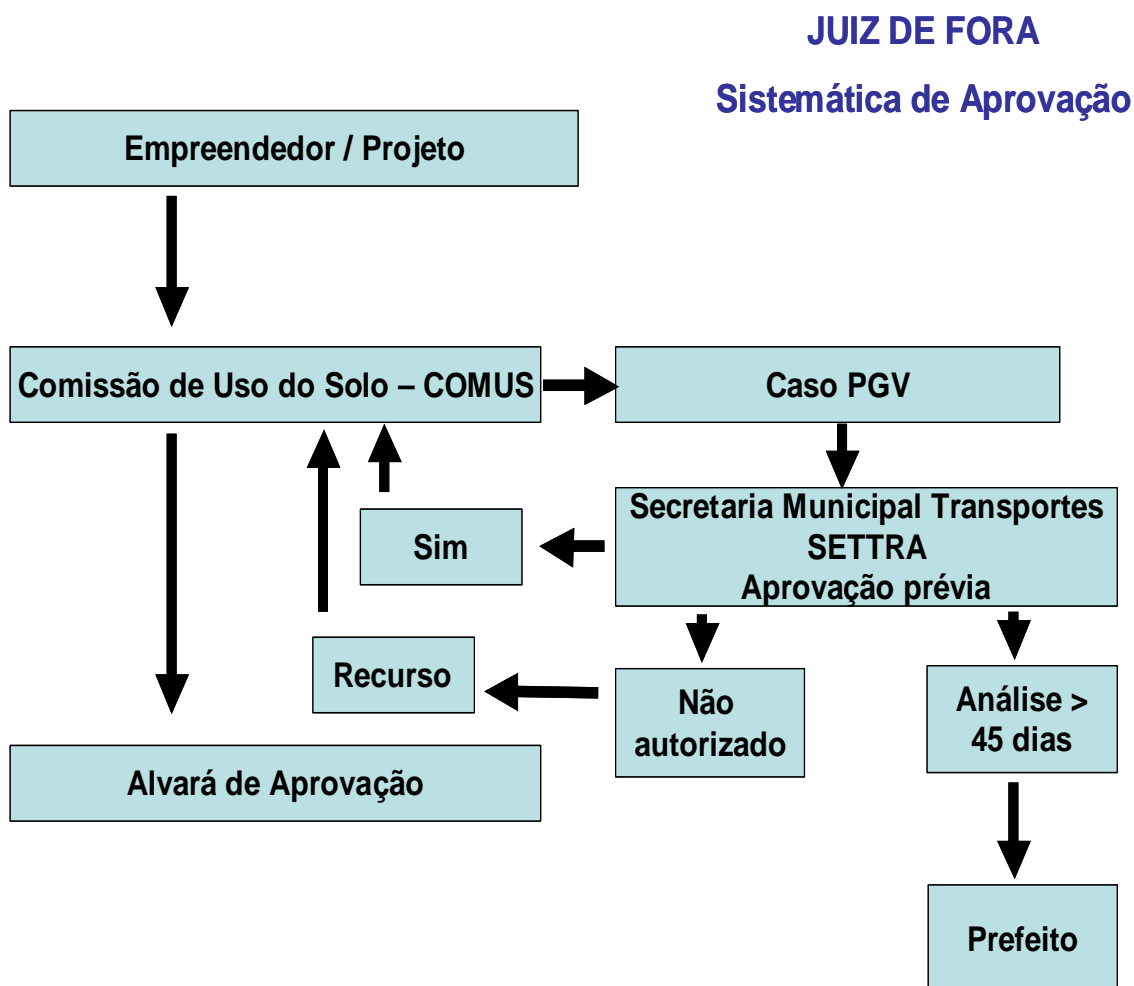 JUIZ DE FORA
Sistemática de Aprovação
Empreendedor / Projeto
Comissão de Uso do Solo – COMUS
Caso PGV
Secretaria Municipal Transportes
SETTRA
Aprovação prévia
Sim
Recurso
Não
autorizado
Análise >
45 dias
Alvará de Aprovação
Prefeito